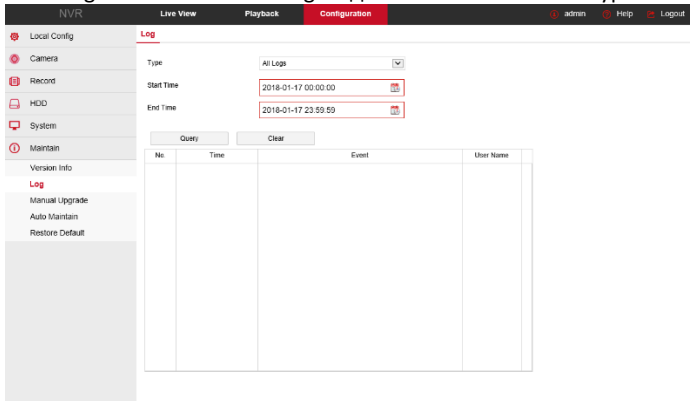 NVR Live View Playback Configuration admin Help Logout
Local Config
Camera
Record
HDD
System
Maintain
Version Info
Log
Manual Upgrade
Auto Maintain
Restore Default
Log
Type All Logs
Start Time 2018-01-17 00:00:00
End Time 2018-01-17 23:59:59
Query Clear
No. Time Event User Name